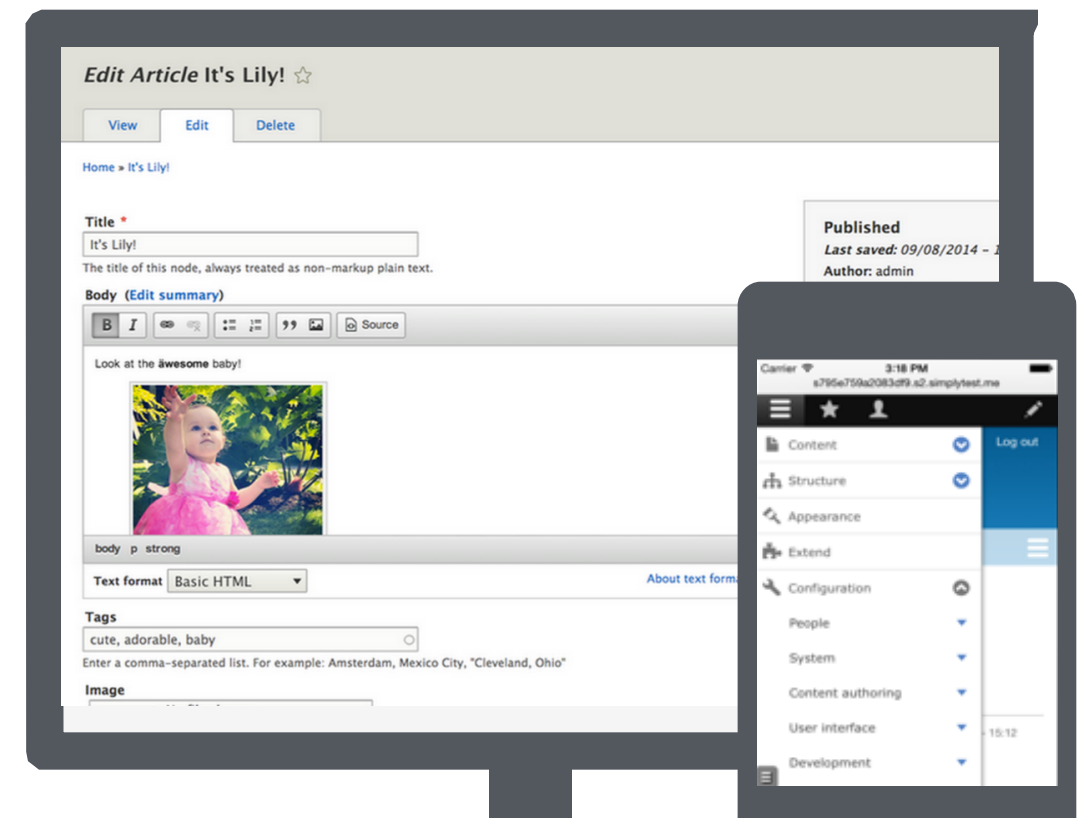 Edit Article It's Lily!
View Edit Delete
Home » It's Lily!
Title *
It's Lily!
The title of this node, always treated as non-markup plain text.
Body (Edit summary)
B I Source
Look at the äwesome baby!
body p strong
Text format Basic HTML
About text forma
Tags
cute, adorable, baby
Enter a comma-separated list. For example: Amsterdam, Mexico City, "Cleveland, Ohio"
Image
Published
Last saved: 09/08/2014 – 1
Author: admin
Carrier 3:18 PM
s795e759a2083df9.s2.simplytest.me
Content
Log out
Structure
Appearance
Extend
Configuration
People
System
Content authoring
User interface
- 15:12
Development